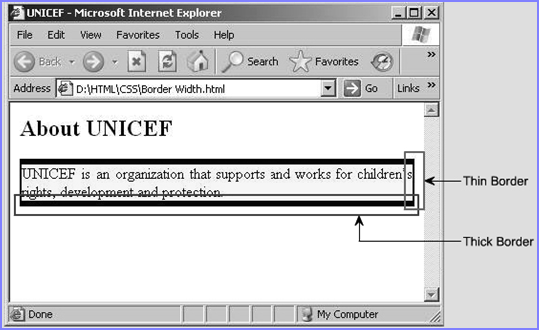 UNICEF - Microsoft Internet Explorer
File Edit View Favorites Tools Help
Back Search Favorites »
Address D:\HTML\CSS\Border Width.html Go Links »
About UNICEF
UNICEF is an organization that supports and works for children's
rights, development and protection.
Thin Border
Thick Border
Done My Computer